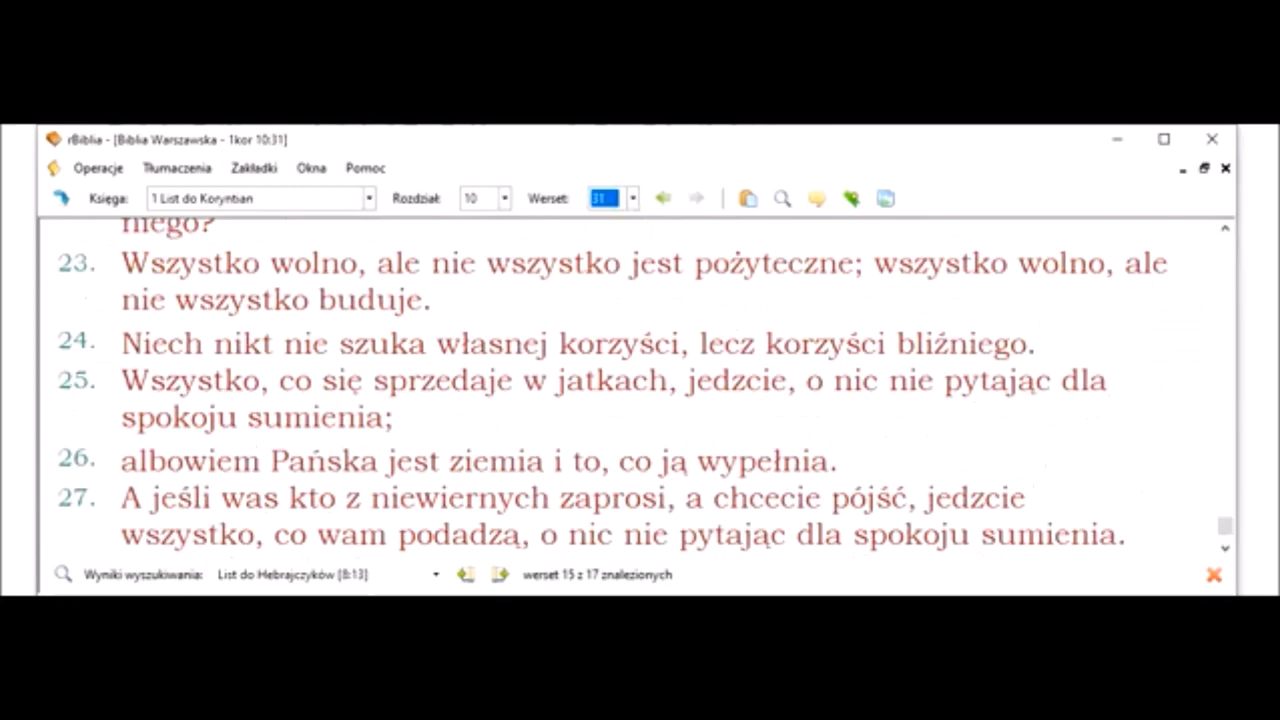 rBiblia - [Biblia Warszawska - 1kor 10:31]
Operacje Tłumaczenia Zakładki Okna Pomoc
Księga: 1 List do Koryntian Rozdział: 10 Werset: 31
niego?
23. Wszystko wolno, ale nie wszystko jest pożyteczne; wszystko wolno, ale
nie wszystko buduje.
24. Niech nikt nie szuka własnej korzyści, lecz korzyści bliźniego.
25. Wszystko, co się sprzedaje w jatkach, jedzcie, o nic nie pytając dla
spokoju sumienia;
26. albowiem Pańska jest ziemia i to, co ją wypełnia.
27. A jeśli was kto z niewiernych zaprosi, a chcecie pójść, jedzcie
wszystko, co wam podadzą, o nic nie pytając dla spokoju sumienia.
Wyniki wyszukiwania: List do Hebrajczyków [8:13] werset 15 z 17 znalezionych